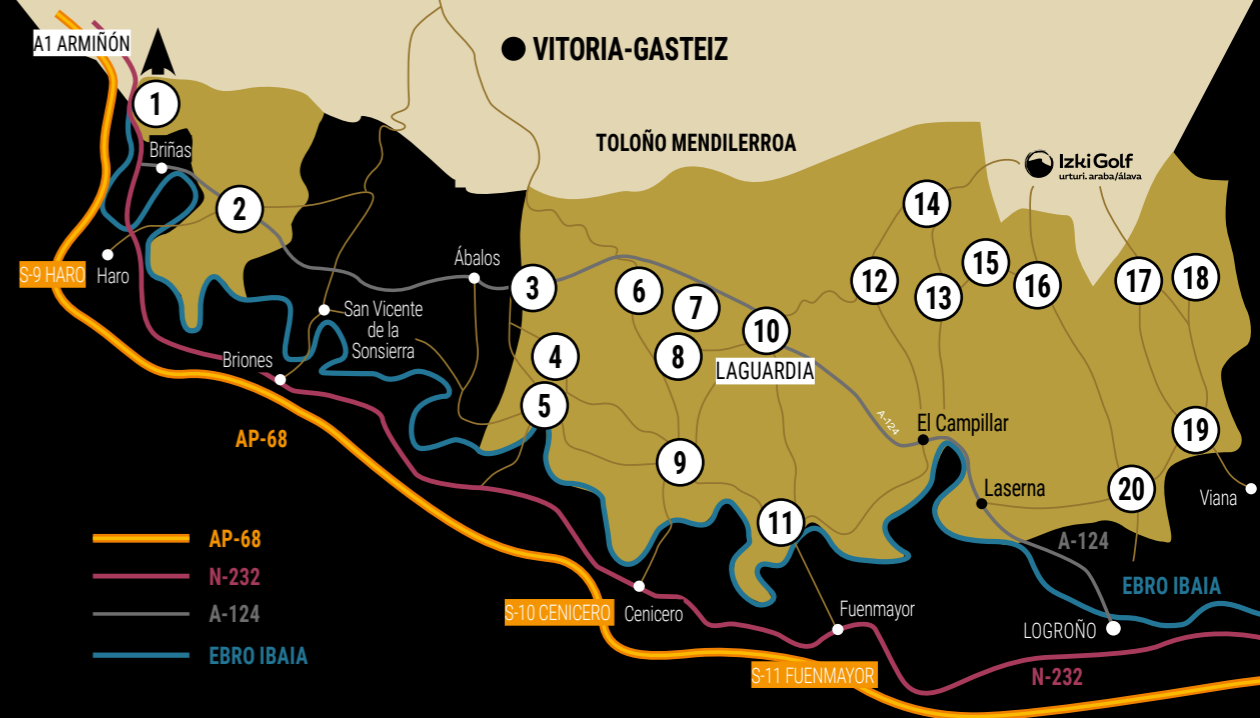 A1 ARMIÑÓN
VITORIA-GASTEIZ
1
Briñas
TOLOÑO MENDILERROA
Izki Golf
urturi. araba/álava
2
14
S-9 HARO
Haro
Ábalos
3
6
7
12
13
15
16
17
18
San Vicente
de la
Sonsierra
10
LAGUARDIA
Briones
4
8
5
AP-68
A-124
El Campillar
19
9
Laserna
20
Viana
11
A-124
AP-68
N-232
A-124
EBRO IBAIA
EBRO IBAIA
S-10 CENICERO
Cenicero
Fuenmayor
LOGROÑO
S-11 FUENMAYOR
N-232